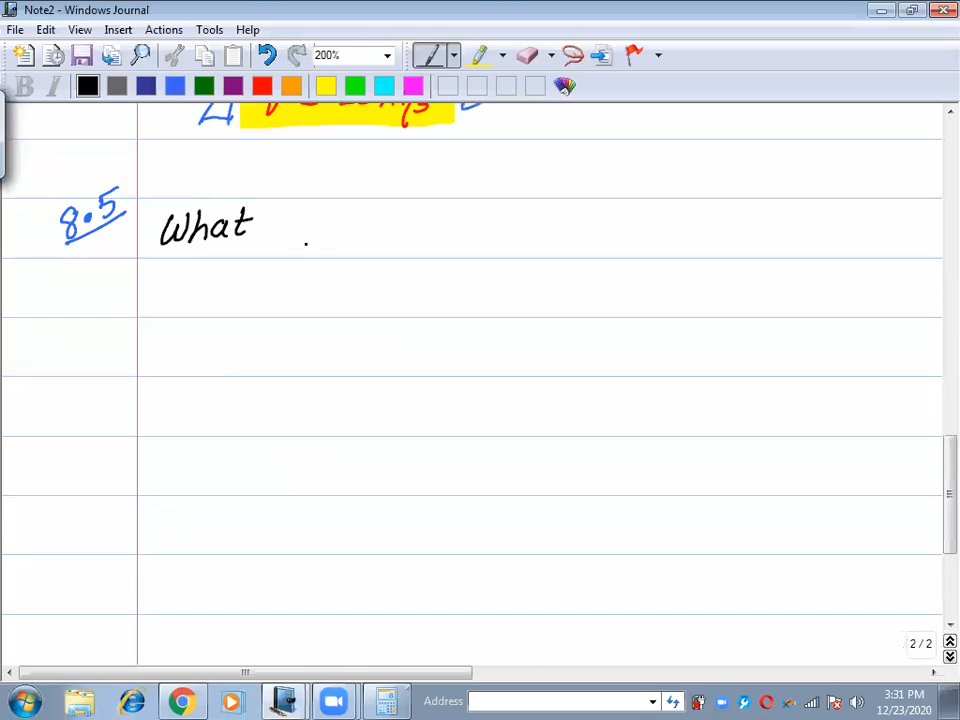 Note2 - Windows Journal
File Edit View Insert Actions Tools Help
200%
B I
8.5 What .
2 / 2
Address
3:31 PM
12/23/2020